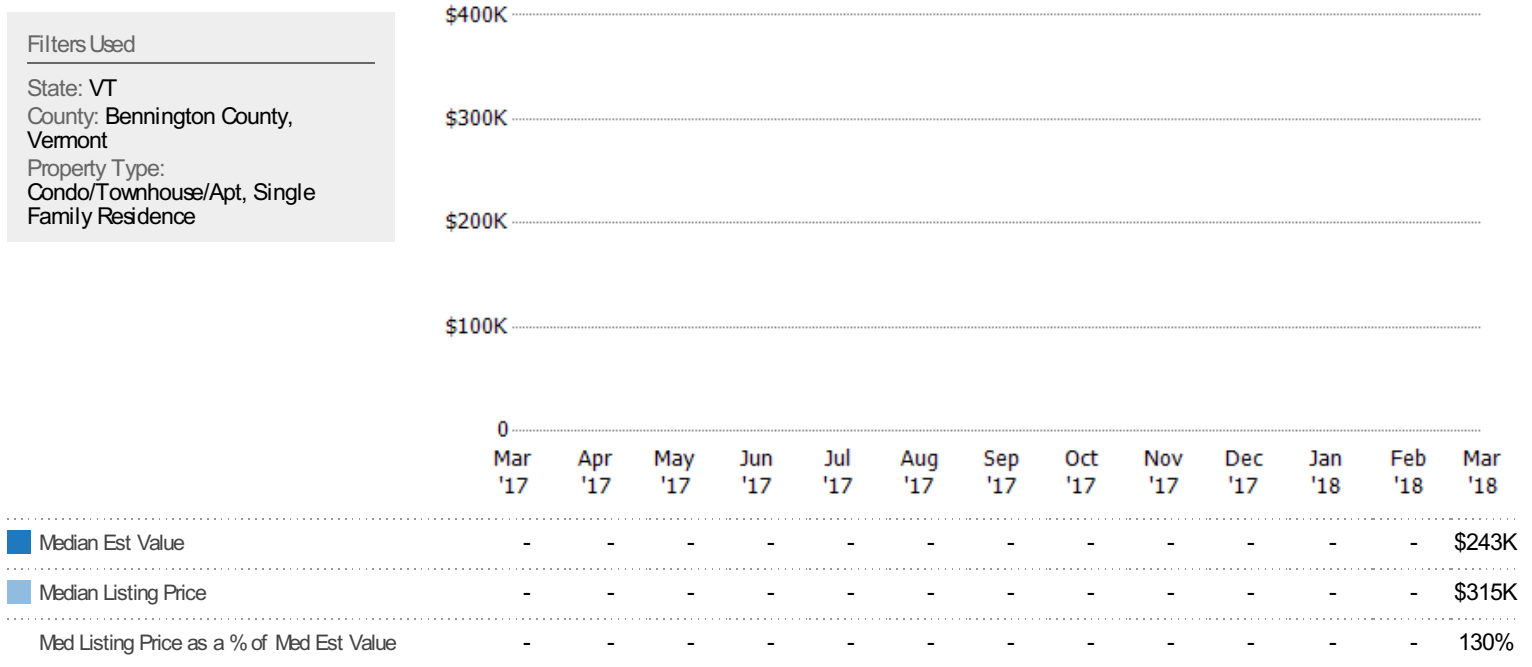 Filters Used
State: VT
County: Bennington County,
Vermont
Property Type:
Condo/Townhouse/Apt, Single
Family Residence
$400K
$300K
$200K
$100K
0
Mar Apr May Jun Jul Aug Sep Oct Nov Dec Jan Feb Mar
'17 '17 '17 '17 '17 '17 '17 '17 '17 '17 '18 '18 '18
Median Est Value - - - - - - - - - - - - $243K
Median Listing Price - - - - - - - - - - - - $315K
Med Listing Price as a % of Med Est Value - - - - - - - - - - - - 130%